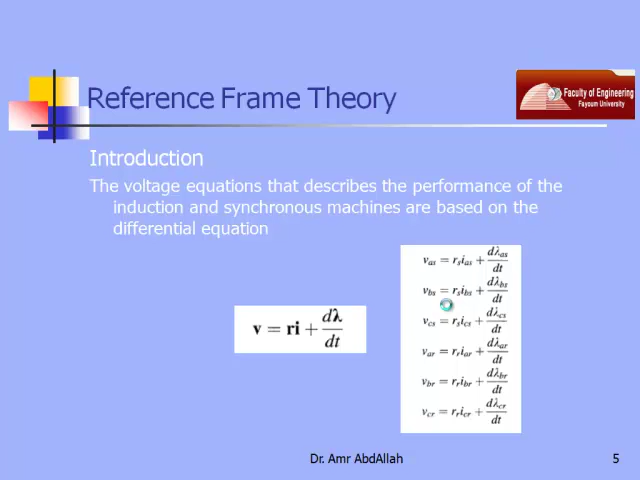 Reference Frame Theory
Faculty of Engineering
Fayoum University
Introduction
The voltage equations that describes the performance of the
induction and synchronous machines are based on the
differential equation
v = ri + dλ/dt
v_as = r_s i_as + dλ_as/dt
v_bs = r_s i_bs + dλ_bs/dt
v_cs = r_s i_cs + dλ_cs/dt
v_ar = r_r i_ar + dλ_ar/dt
v_br = r_r i_br + dλ_br/dt
v_cr = r_r i_cr + dλ_cr/dt
Dr. Amr AbdAllah
5